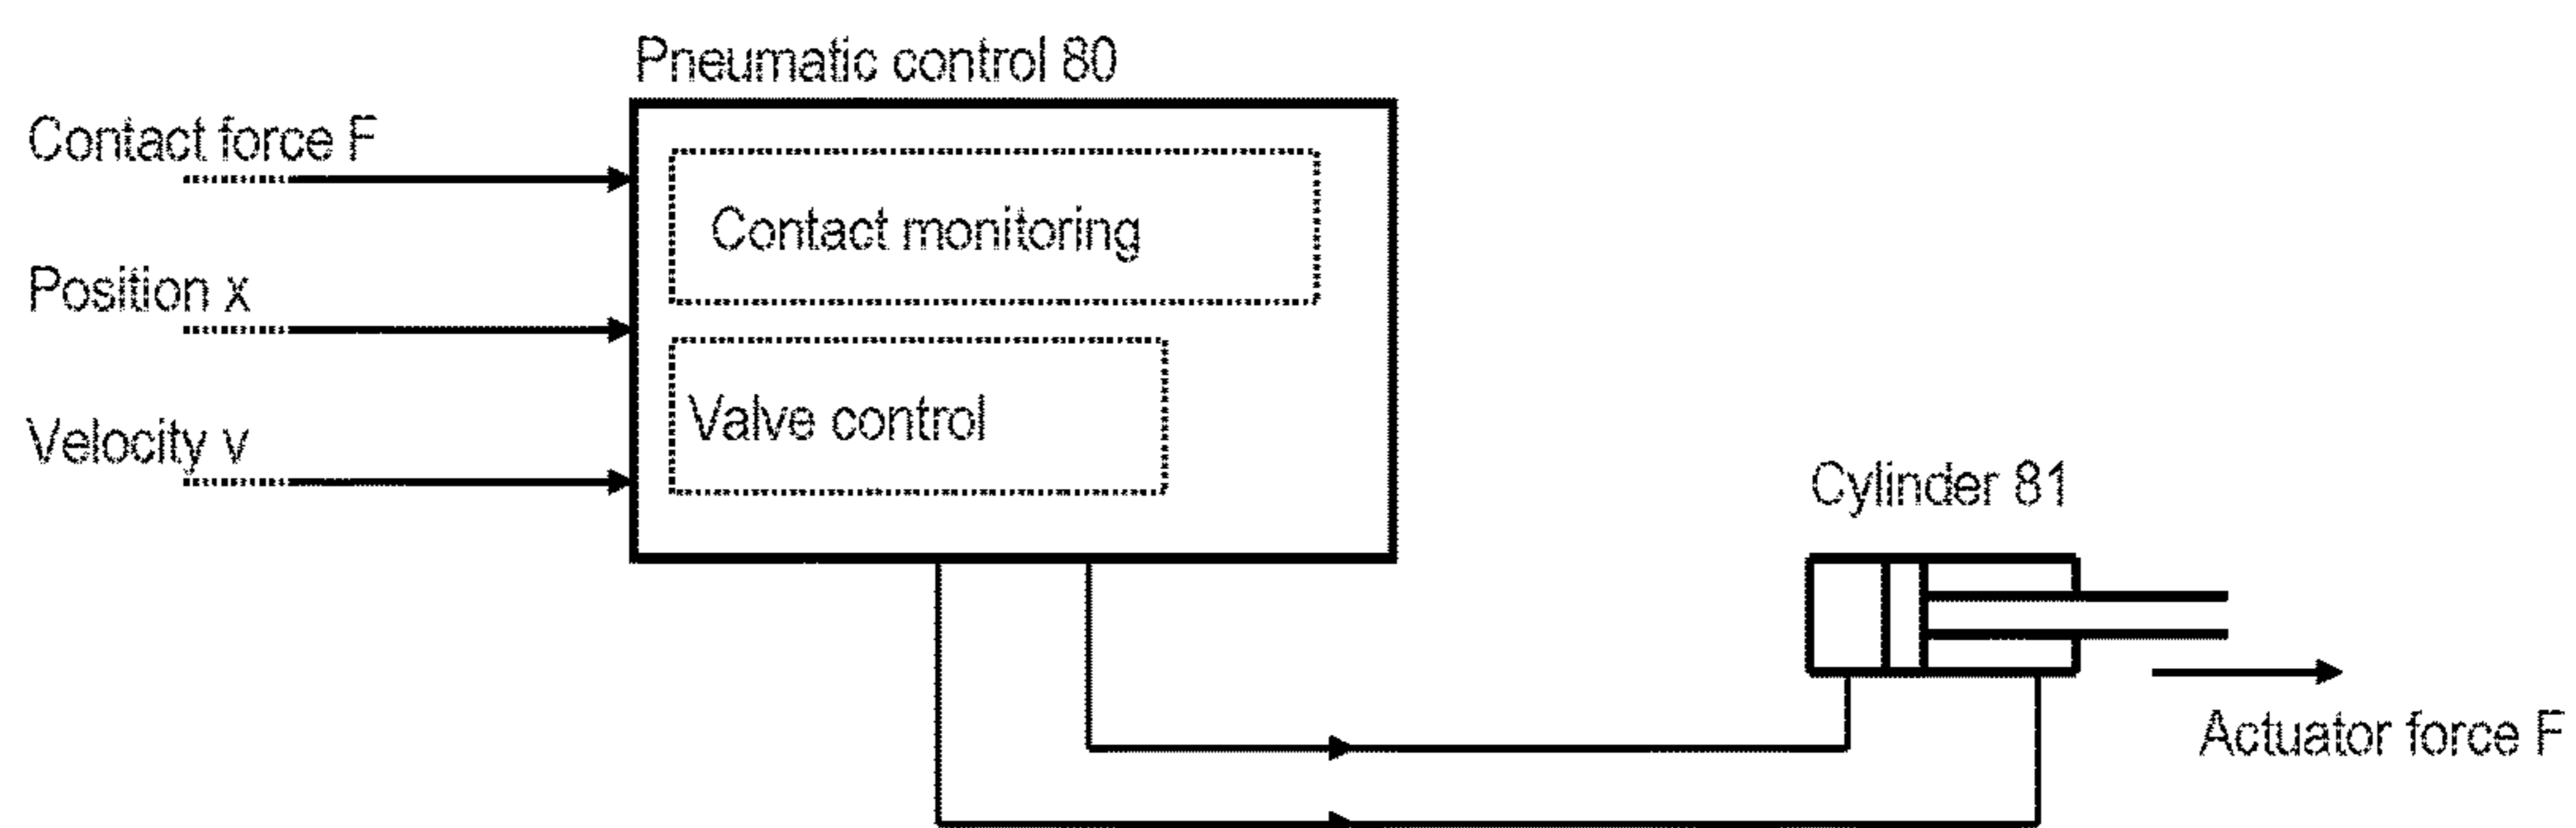 Pneumatic control 80
Contact force F
Contact monitoring
Position x
Valve control
Velocity v
Cylinder 81
Actuator force F